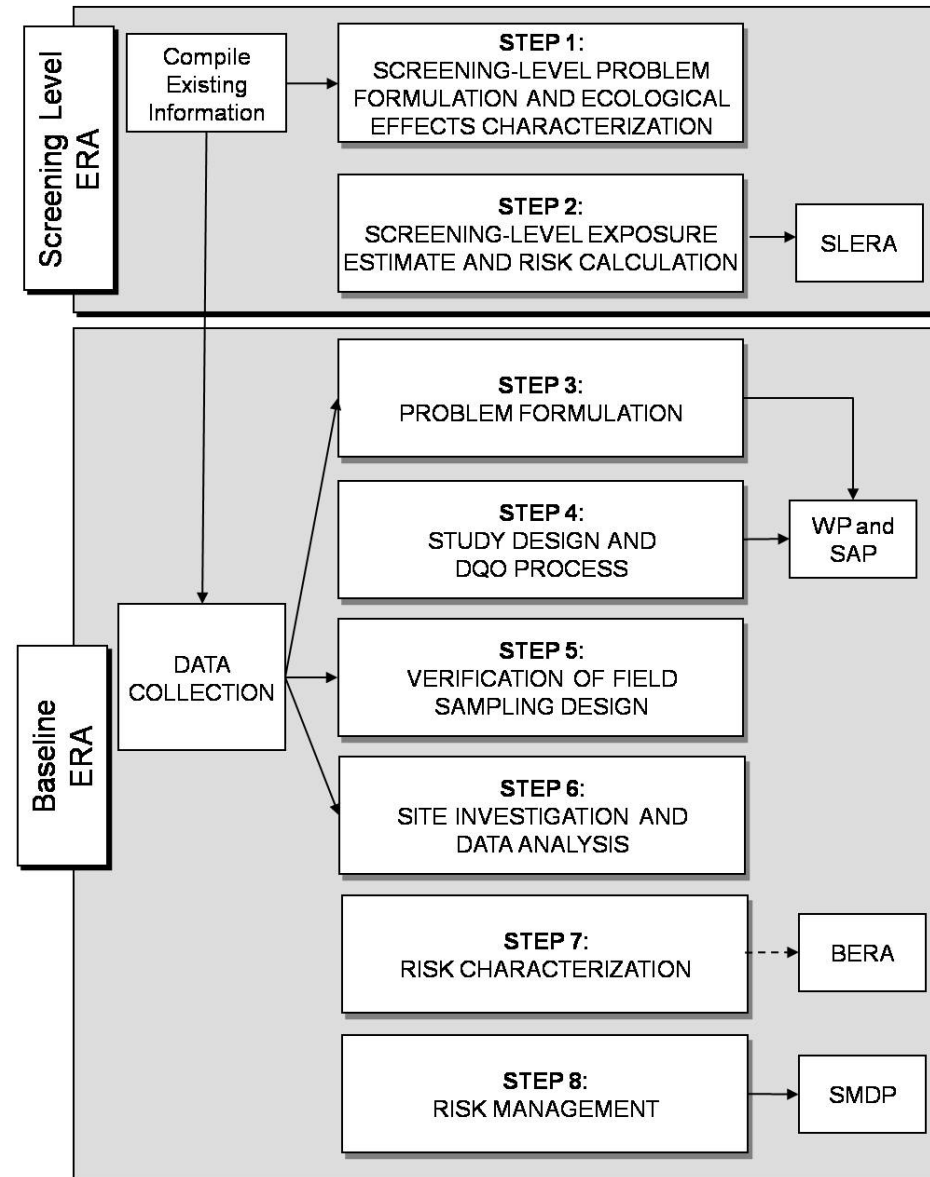 Screening Level
ERA
Compile
Existing
Information
STEP 1:
SCREENING-LEVEL PROBLEM
FORMULATION AND ECOLOGICAL
EFFECTS CHARACTERIZATION
STEP 2:
SCREENING-LEVEL EXPOSURE
ESTIMATE AND RISK CALCULATION
SLERA
Baseline
ERA
DATA
COLLECTION
STEP 3:
PROBLEM FORMULATION
STEP 4:
STUDY DESIGN AND
DQO PROCESS
WP and
SAP
STEP 5:
VERIFICATION OF FIELD
SAMPLING DESIGN
STEP 6:
SITE INVESTIGATION AND
DATA ANALYSIS
STEP 7:
RISK CHARACTERIZATION
BERA
STEP 8:
RISK MANAGEMENT
SMDP